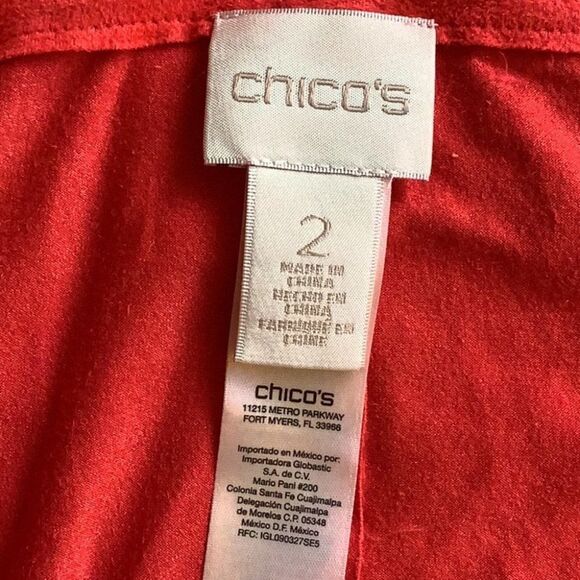 chico's
2
MADE IN
CHINA
HECHO EN
CHINA
FABRIQUE EN
CHINE
chico's
11215 METRO PARKWAY
FORT MYERS, FL 33966
Importado en México por:
Importadora Globastic
S.A. de C.V.
Mario Pani #200
Colonia Santa Fe Cuajimalpa
Delegación Cuajimalpa
de Morelos C.P. 05348
México D.F. México
RFC: IGL090327SE5